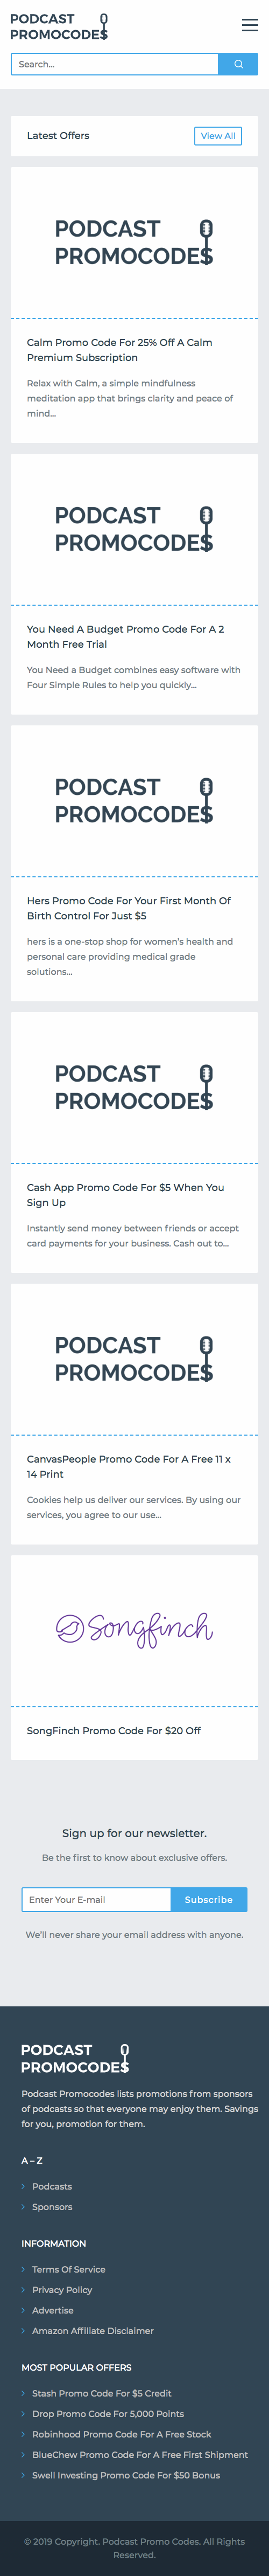 PODCAST
PROMOCODES
Search...
Latest Offers
View All
PODCAST
PROMOCODES
Calm Promo Code For 25% Off A Calm
Premium Subscription
Relax with Calm, a simple mindfulness
meditation app that brings clarity and peace of
mind...
PODCAST
PROMOCODES
You Need A Budget Promo Code For A 2
Month Free Trial
You Need a Budget combines easy software with
Four Simple Rules to help you quickly...
PODCAST
PROMOCODES
Hers Promo Code For Your First Month Of
Birth Control For Just $5
hers is a one-stop shop for women's health and
personal care providing medical grade
solutions...
PODCAST
PROMOCODES
Cash App Promo Code For $5 When You
Sign Up
Instantly send money between friends or accept
card payments for your business. Cash out to...
PODCAST
PROMOCODES
CanvasPeople Promo Code For A Free 11 x
14 Print
Cookies help us deliver our services. By using our
services, you agree to our use...
Songfinch
SongFinch Promo Code For $20 Off
Sign up for our newsletter.
Be the first to know about exclusive offers.
Enter Your E-mail
Subscribe
We'll never share your email address with anyone.
PODCAST
PROMOCODES
Podcast Promocodes lists promotions from sponsors
of podcasts so that everyone may enjoy them. Savings
for you, promotion for them.
A – Z
Podcasts
Sponsors
INFORMATION
Terms Of Service
Privacy Policy
Advertise
Amazon Affiliate Disclaimer
MOST POPULAR OFFERS
Stash Promo Code For $5 Credit
Drop Promo Code For 5,000 Points
Robinhood Promo Code For A Free Stock
BlueChew Promo Code For A Free First Shipment
Swell Investing Promo Code For $50 Bonus
© 2019 Copyright. Podcast Promo Codes. All Rights
Reserved.